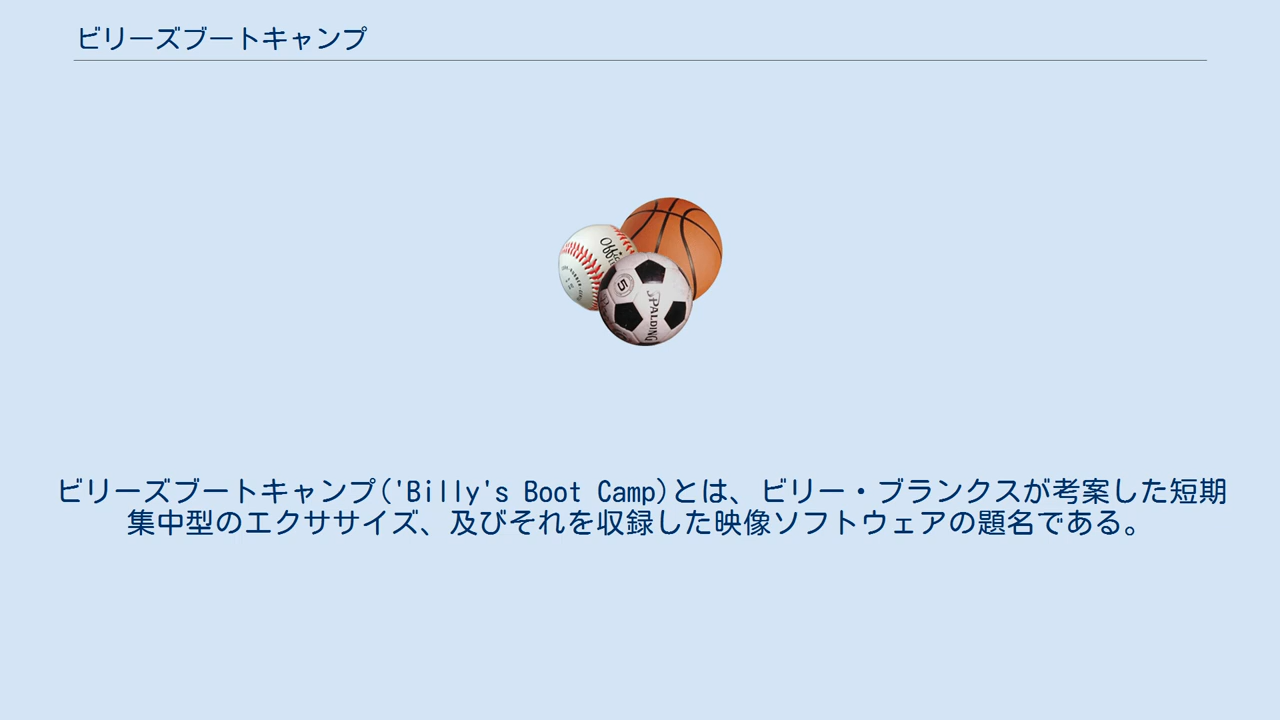 ビリーズブートキャンプ
Offic
5
SPALDING
ビリーズブートキャンプ('Billy's Boot Camp)とは、ビリー・ブランクスが考案した短期
集中型のエクササイズ、及びそれを収録した映像ソフトウェアの題名である。